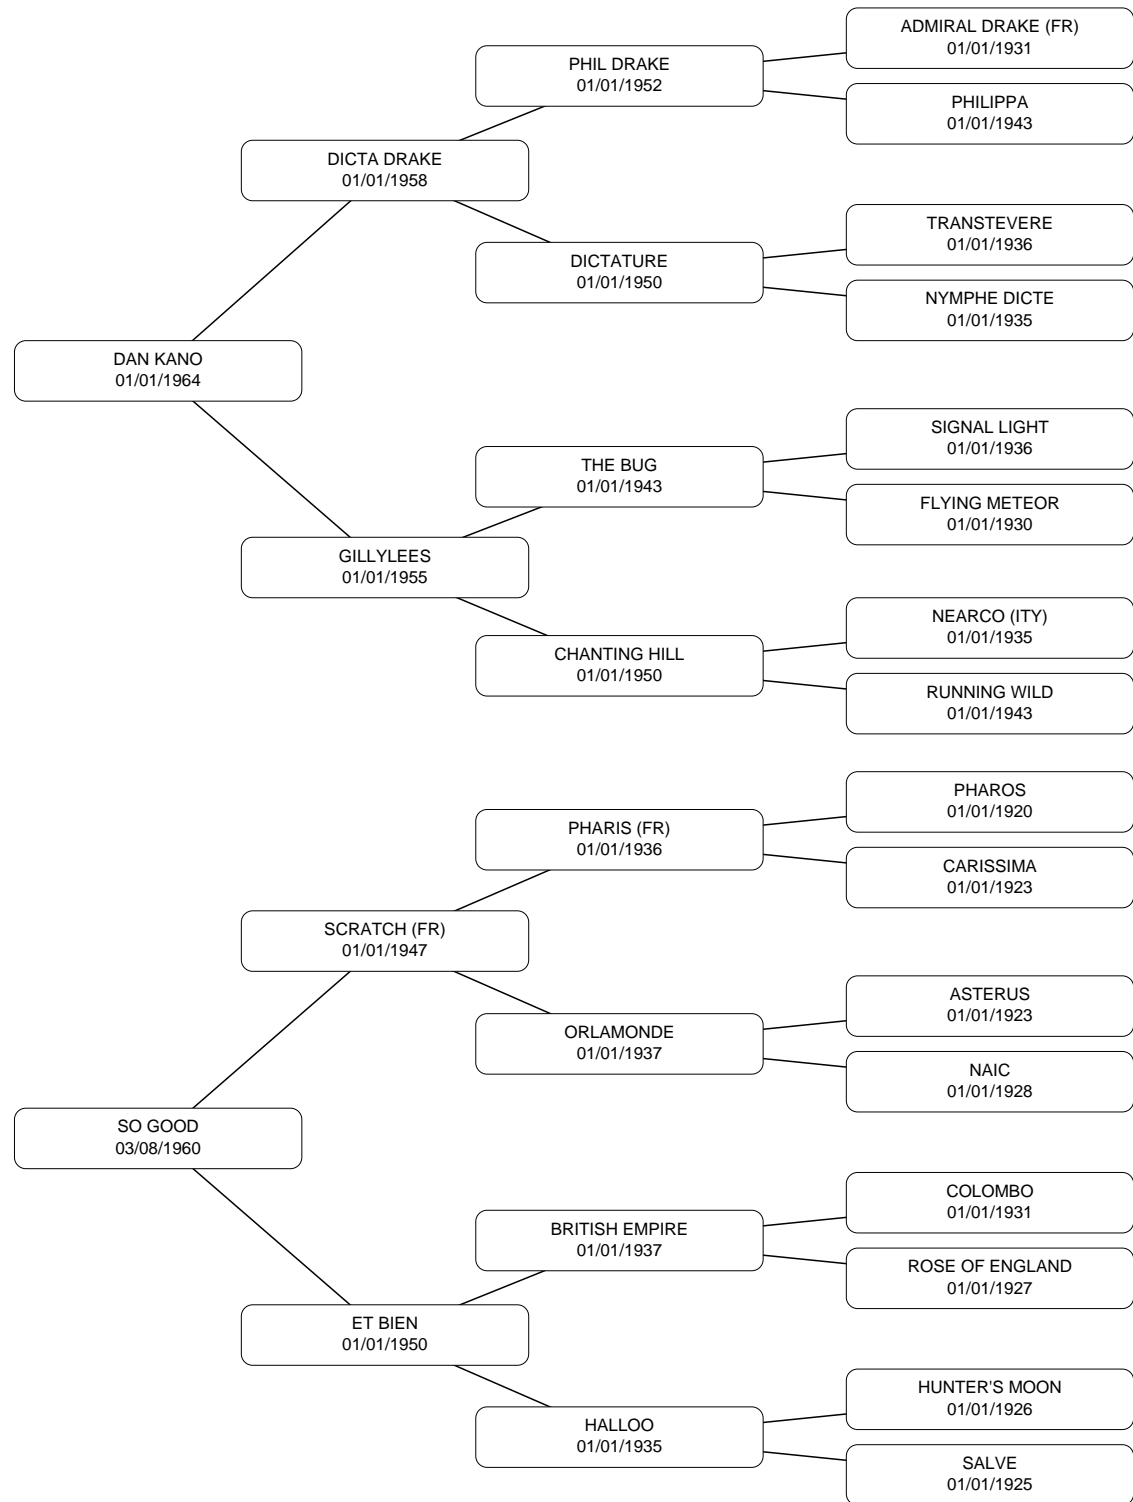 ADMIRAL DRAKE (FR)
01/01/1931
PHIL DRAKE
01/01/1952
PHILIPPA
01/01/1943
DICTA DRAKE
01/01/1958
TRANSTEVERE
01/01/1936
DICTATURE
01/01/1950
NYMPHE DICTE
01/01/1935
DAN KANO
01/01/1964
SIGNAL LIGHT
01/01/1936
THE BUG
01/01/1943
FLYING METEOR
01/01/1930
GILLYLEES
01/01/1955
NEARCO (ITY)
01/01/1935
CHANTING HILL
01/01/1950
RUNNING WILD
01/01/1943
PHAROS
01/01/1920
PHARIS (FR)
01/01/1936
CARISSIMA
01/01/1923
SCRATCH (FR)
01/01/1947
ASTERUS
01/01/1923
ORLAMONDE
01/01/1937
NAIC
01/01/1928
SO GOOD
03/08/1960
COLOMBO
01/01/1931
BRITISH EMPIRE
01/01/1937
ROSE OF ENGLAND
01/01/1927
ET BIEN
01/01/1950
HUNTER'S MOON
01/01/1926
HALLOO
01/01/1935
SALVE
01/01/1925